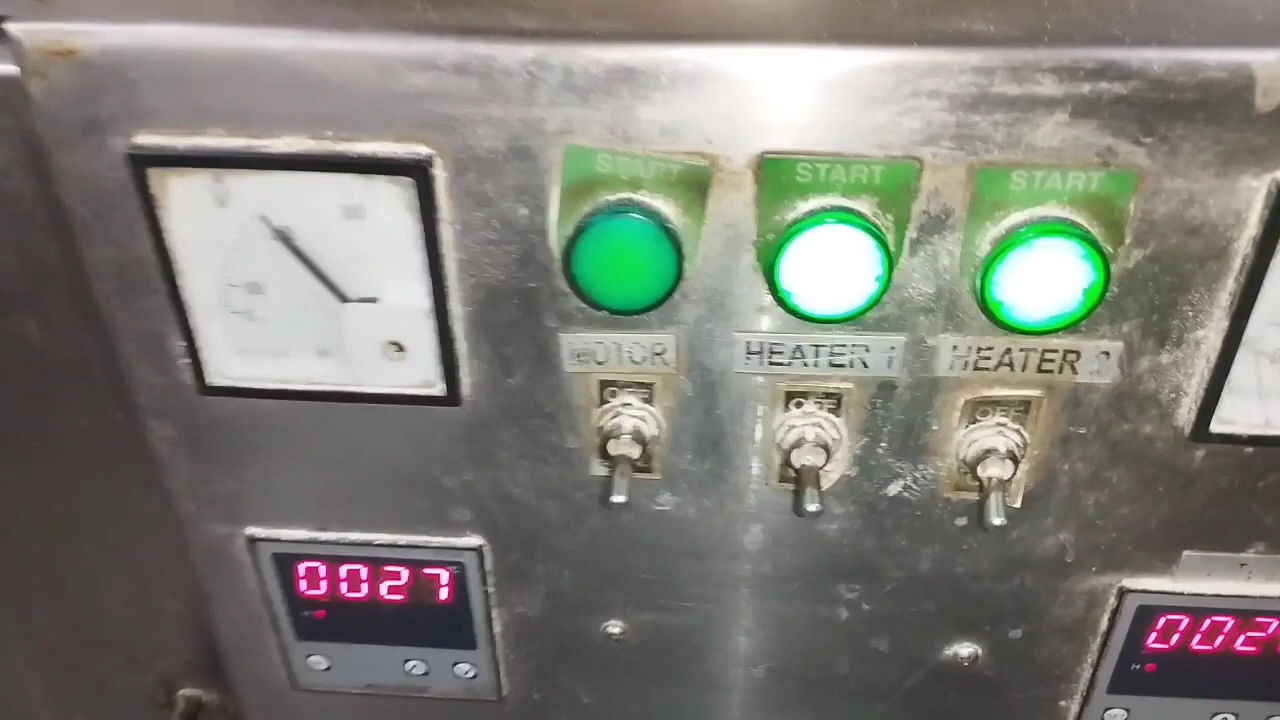 START
START
START
MOTOR
HEATER 1
HEATER 2
OFF
OFF
OFF
0027
002
H